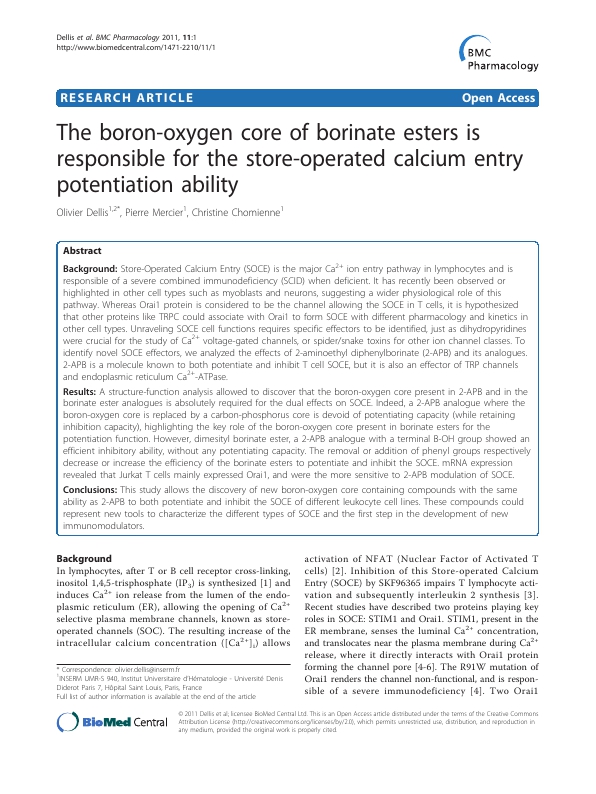 Dellis et al. BMC Pharmacology 2011, 11:1
http://www.biomedcentral.com/1471-2210/11/1
BMC
Pharmacology
RESEARCH ARTICLE
Open Access
The boron-oxygen core of borinate esters is
responsible for the store-operated calcium entry
potentiation ability
Olivier Dellis1,2*, Pierre Mercier1, Christine Chomienne1
Abstract
Background: Store-Operated Calcium Entry (SOCE) is the major Ca2+ ion entry pathway in lymphocytes and is
responsible of a severe combined immunodeficiency (SCID) when deficient. It has recently been observed or
highlighted in other cell types such as myoblasts and neurons, suggesting a wider physiological role of this
pathway. Whereas Orai1 protein is considered to be the channel allowing the SOCE in T cells, it is hypothesized
that other proteins like TRPC could associate with Orai1 to form SOCE with different pharmacology and kinetics in
other cell types. Unraveling SOCE cell functions requires specific effectors to be identified, just as dihydropyridines
were crucial for the study of Ca2+ voltage-gated channels, or spider/snake toxins for other ion channel classes. To
identify novel SOCE effectors, we analyzed the effects of 2-aminoethyl diphenylborinate (2-APB) and its analogues.
2-APB is a molecule known to both potentiate and inhibit T cell SOCE, but it is also an effector of TRP channels
and endoplasmic reticulum Ca2+-ATPase.
Results: A structure-function analysis allowed to discover that the boron-oxygen core present in 2-APB and in the
borinate ester analogues is absolutely required for the dual effects on SOCE. Indeed, a 2-APB analogue where the
boron-oxygen core is replaced by a carbon-phosphorus core is devoid of potentiating capacity (while retaining
inhibition capacity), highlighting the key role of the boron-oxygen core present in borinate esters for the
potentiation function. However, dimesityl borinate ester, a 2-APB analogue with a terminal B-OH group showed an
efficient inhibitory ability, without any potentiating capacity. The removal or addition of phenyl groups respectively
decrease or increase the efficiency of the borinate esters to potentiate and inhibit the SOCE. mRNA expression
revealed that Jurkat T cells mainly expressed Orai1, and were the more sensitive to 2-APB modulation of SOCE.
Conclusions: This study allows the discovery of new boron-oxygen core containing compounds with the same
ability as 2-APB to both potentiate and inhibit the SOCE of different leukocyte cell lines. These compounds could
represent new tools to characterize the different types of SOCE and the first step in the development of new
immunomodulators.
Background
In lymphocytes, after T or B cell receptor cross-linking,
inositol 1,4,5-trisphosphate (IP3) is synthesized [1] and
induces Ca2+ ion release from the lumen of the endo-
plasmic reticulum (ER), allowing the opening of Ca2+
selective plasma membrane channels, known as store-
operated channels (SOC). The resulting increase of the
intracellular calcium concentration ([Ca2+]i) allows
* Correspondence: olivier.dellis@inserm.fr
1INSERM UMR-S 940, Institut Universitaire d'Hématologie - Université Denis
Diderot Paris 7, Hôpital Saint Louis, Paris, France
Full list of author information is available at the end of the article
activation of NFAT (Nuclear Factor of Activated T
cells) [2]. Inhibition of this Store-operated Calcium
Entry (SOCE) by SKF96365 impairs T lymphocyte acti-
vation and subsequently interleukin 2 synthesis [3].
Recent studies have described two proteins playing key
roles in SOCE: STIM1 and Orai1. STIM1, present in the
ER membrane, senses the luminal Ca2+ concentration,
and translocates near the plasma membrane during Ca2+
release, where it directly interacts with Orai1 protein
forming the channel pore [4-6]. The R91W mutation of
Orai1 renders the channel non-functional, and is respon-
sible of a severe immunodeficiency [4]. Two Orai1
BioMed Central
© 2011 Dellis et al; licensee BioMed Central Ltd. This is an Open Access article distributed under the terms of the Creative Commons
Attribution License (http://creativecommons.org/licenses/by/2.0), which permits unrestricted use, distribution, and reproduction in
any medium, provided the original work is properly cited.